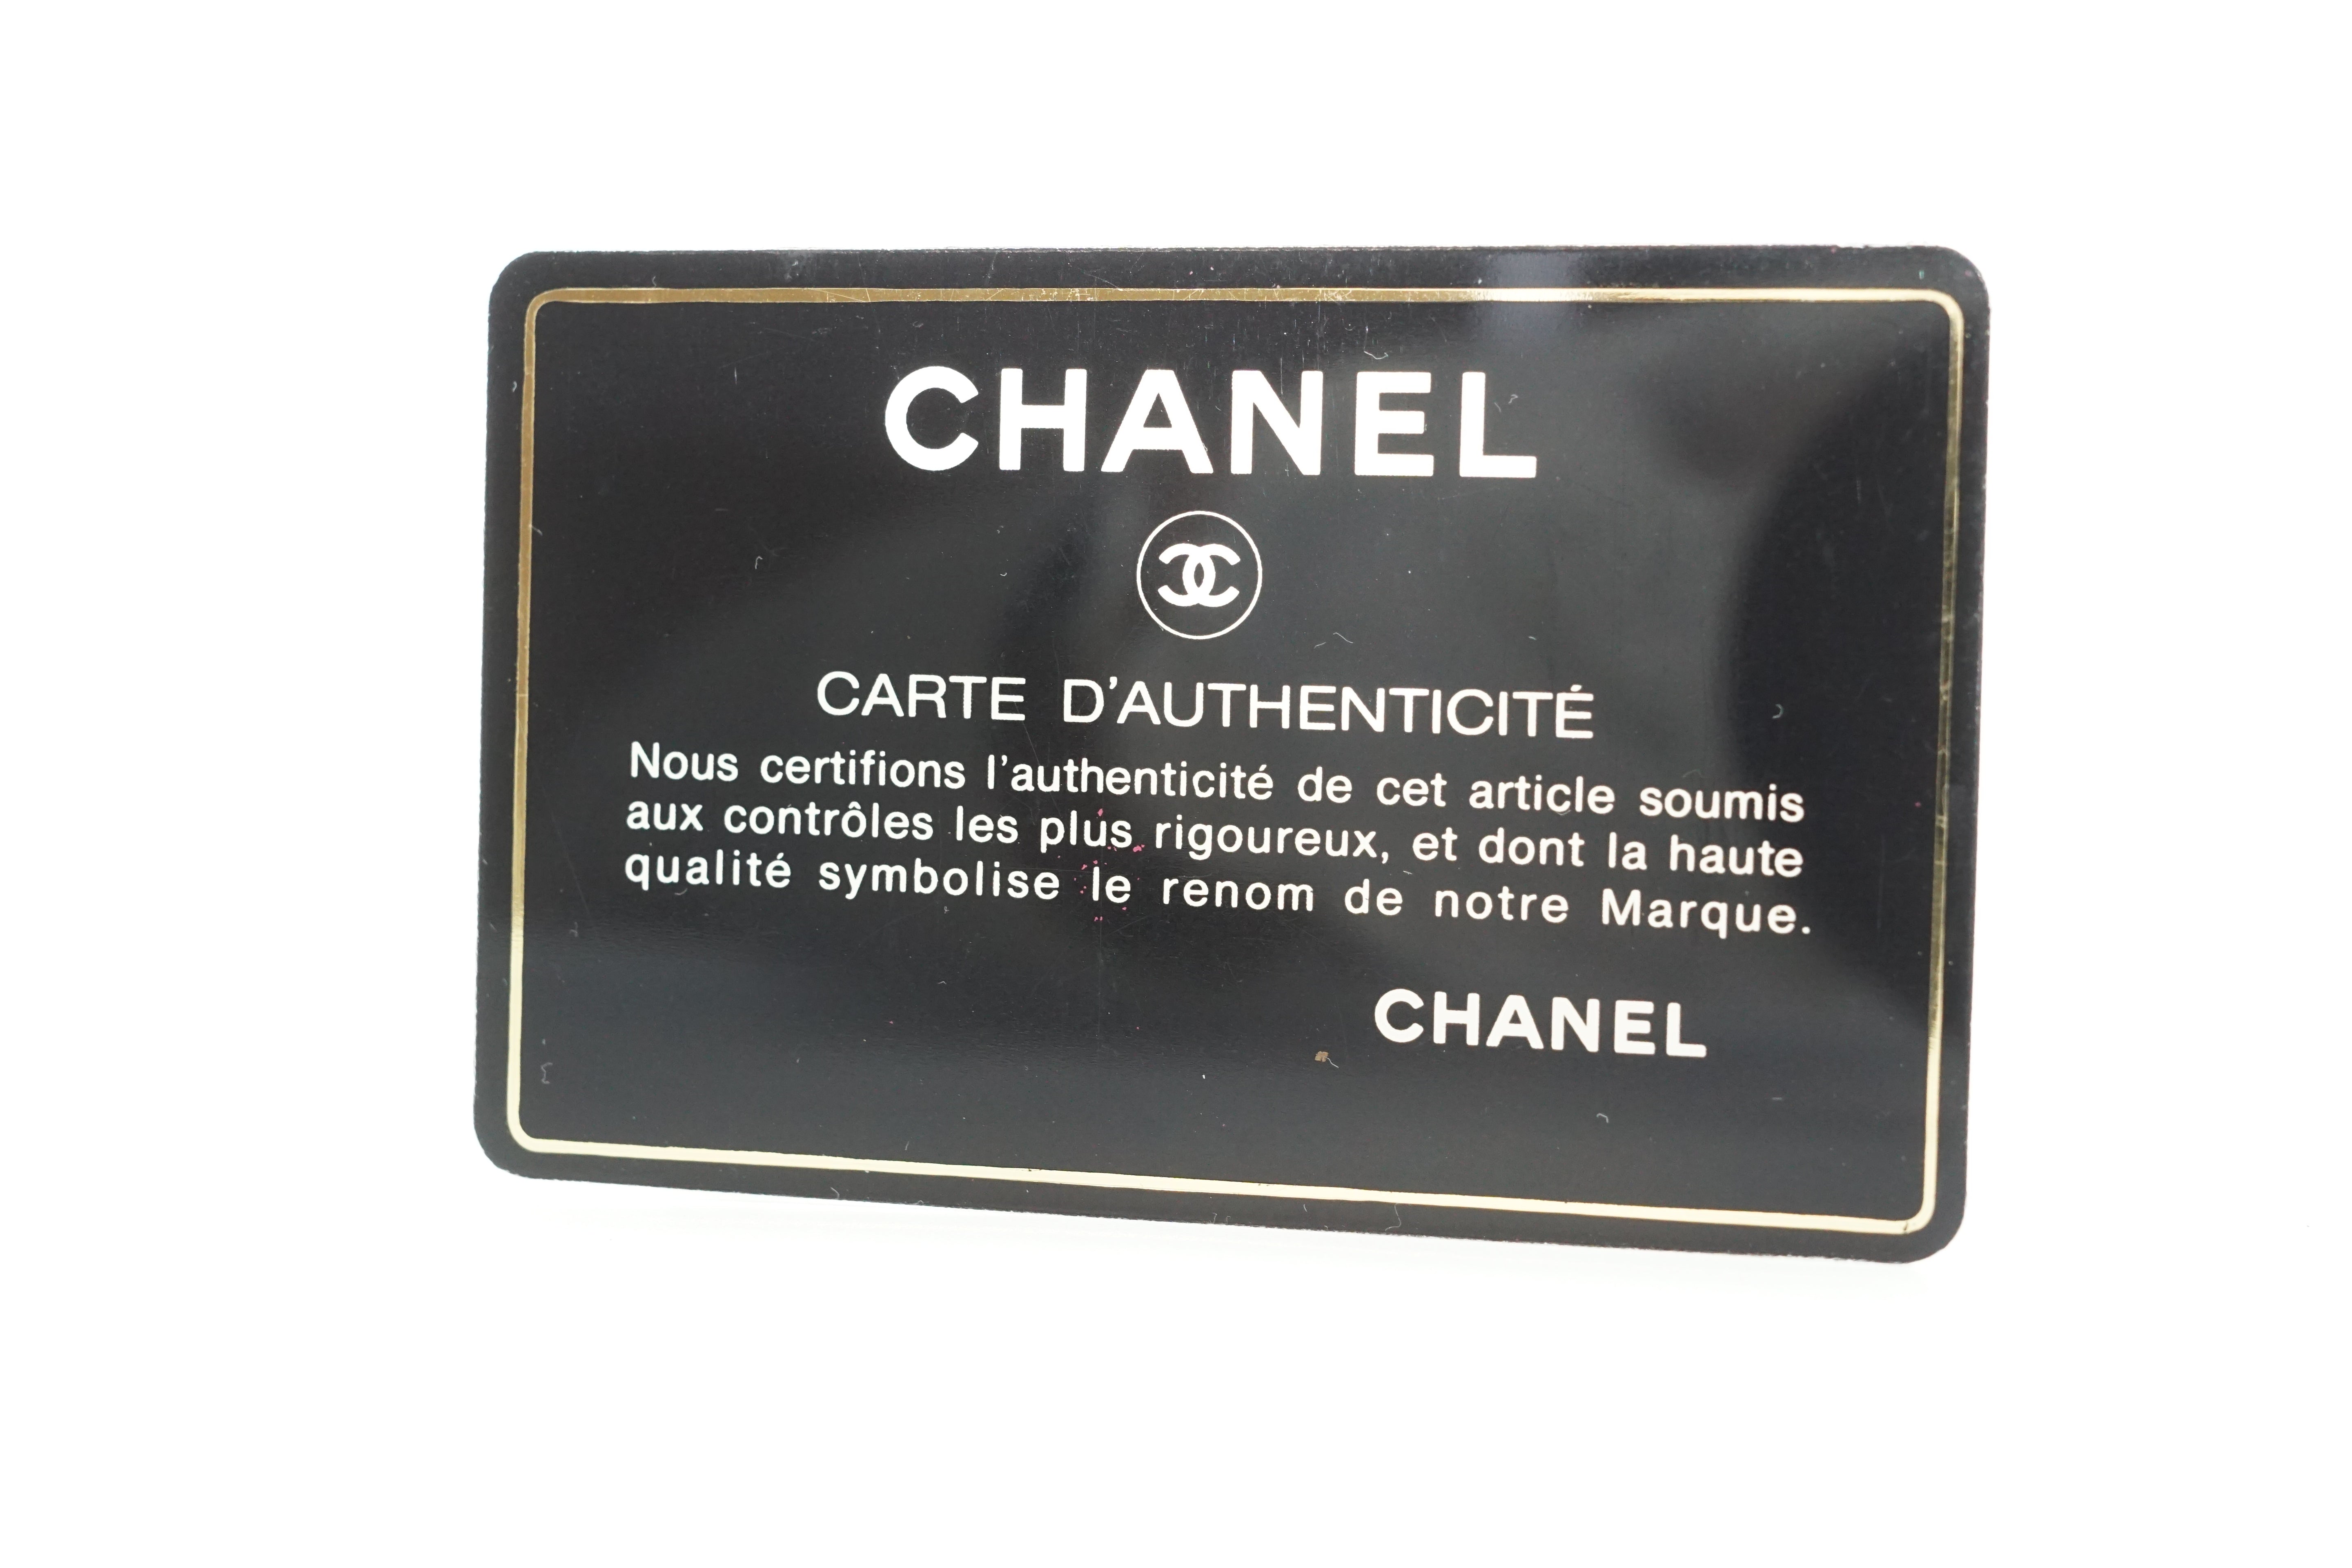 CHANEL
CARTE D'AUTHENTICITÉ
Nous certifions l'authenticité de cet article soumis
aux contrôles les plus rigoureux, et dont la haute
qualité symbolise le renom de notre Marque.
CHANEL